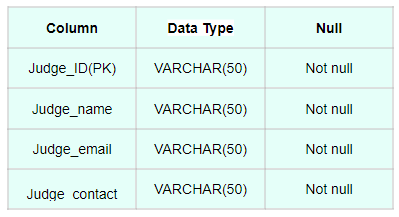 Column Data Type Null
Judge_ID(PK) VARCHAR(50) Not null
Judge_name VARCHAR(50) Not null
Judge_email VARCHAR(50) Not null
Judge_contact VARCHAR(50) Not null